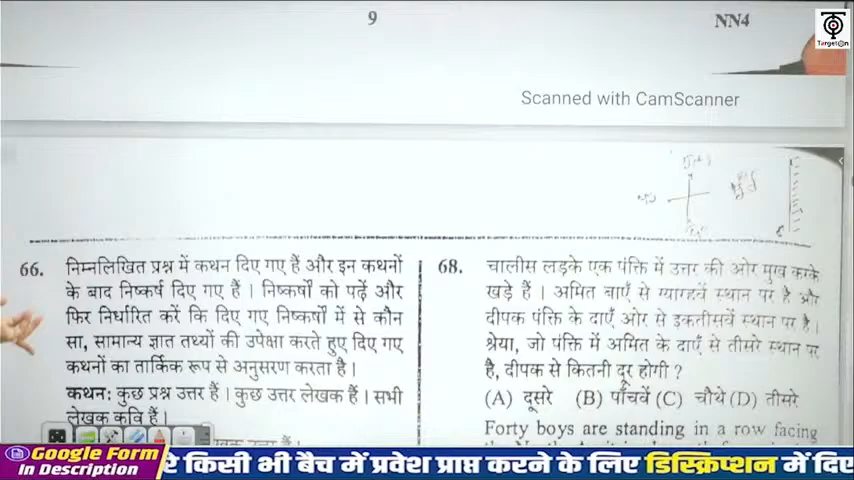 9
NN4
TargetOn
Scanned with CamScanner
66. निम्नलिखित प्रश्न में कथन दिए गए हैं और इन कथनों
के बाद निष्कर्ष दिए गए हैं । निष्कर्षों को पढ़ें और
फिर निर्धारित करें कि दिए गए निष्कर्षों में से कौन
सा, सामान्य ज्ञात तथ्यों की उपेक्षा करते हुए दिए गए
कथनों का तार्किक रूप से अनुसरण करता है।
कथन: कुछ प्रश्न उत्तर हैं। कुछ उत्तर लेखक हैं। सभी
लेखक कवि हैं।
68. चालीस लड़के एक पंक्ति में उत्तर की ओर मुख करके
खड़े हैं । अमित बाएँ से ग्यारहवें स्थान पर है और
दीपक पंक्ति के दाएँ ओर से इकतीसवें स्थान पर है।
श्रेया, जो पंक्ति में अमित के दाएँ से तीसरे स्थान पर
है, दीपक से कितनी दूर होगी ?
(A) दूसरे (B) पाँचवें (C) चौथे (D) तीसरे
Forty boys are standing in a row facing
Google Form
In Description
रे किसी भी बैच में प्रवेश प्राप्त करने के लिए डिस्क्रिप्शन में दिए